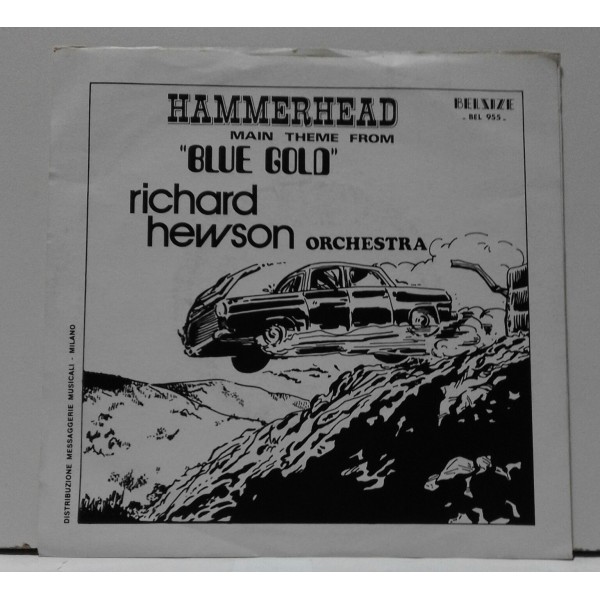 HAMMERHEAD
MAIN THEME FROM
"BLUE GOLD"
richard
hewson ORCHESTRA
BELSIZE
- BEL 955 -
DISTRIBUZIONE MESSAGGERIE MUSICALI - MILANO